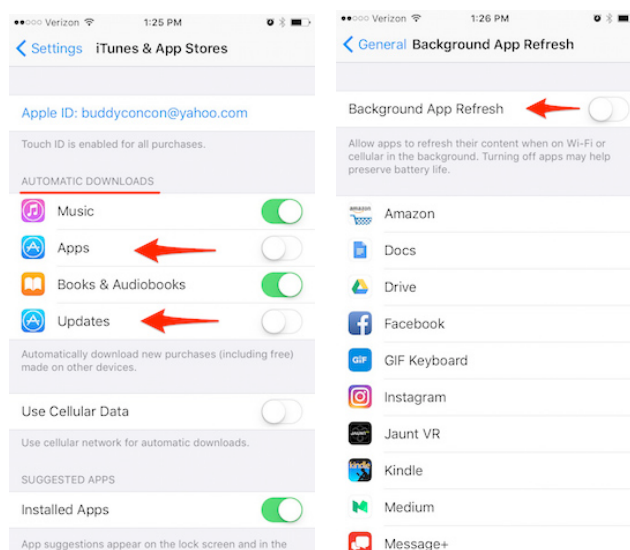 Verizon
1:25 PM
Settings
iTunes & App Stores
Apple ID: buddyconcon@yahoo.com
Touch ID is enabled for all purchases.
AUTOMATIC DOWNLOADS
Music
Apps
Books & Audiobooks
Updates
Automatically download new purchases (including free)
made on other devices.
Use Cellular Data
Use cellular network for automatic downloads.
SUGGESTED APPS
Installed Apps
App suggestions appear on the lock screen and in the
Verizon
1:26 PM
General
Background App Refresh
Background App Refresh
Allow apps to refresh their content when on Wi-Fi or
cellular in the background. Turning off apps may help
preserve battery life.
amazon
Amazon
Docs
Drive
Facebook
GIF
GIF Keyboard
Instagram
JAUNT
Jaunt VR
kindle
Kindle
Medium
Message+